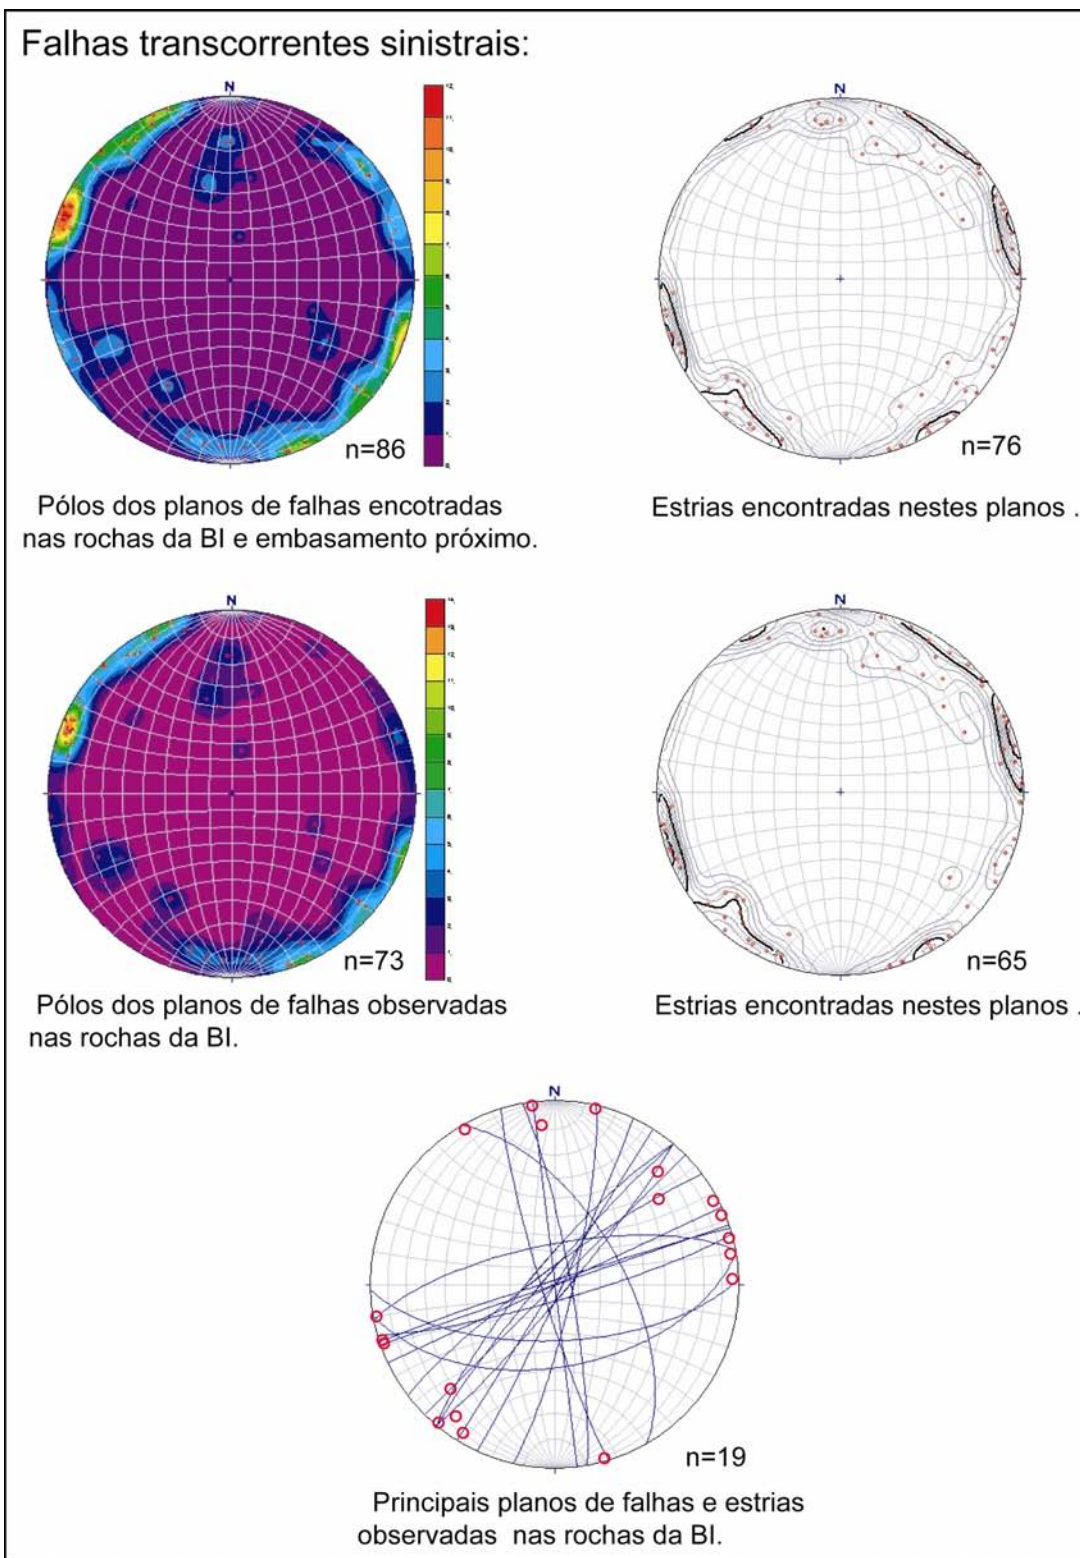 Falhas transcorrentes sinistrais:
N
N
n=86
n=76
Pólos dos planos de falhas encotradas
nas rochas da BI e embasamento próximo.
Estrias encontradas nestes planos .
N
N
n=73
n=65
Pólos dos planos de falhas observadas
nas rochas da BI.
Estrias encontradas nestes planos .
N
n=19
Principais planos de falhas e estrias
observadas nas rochas da BI.